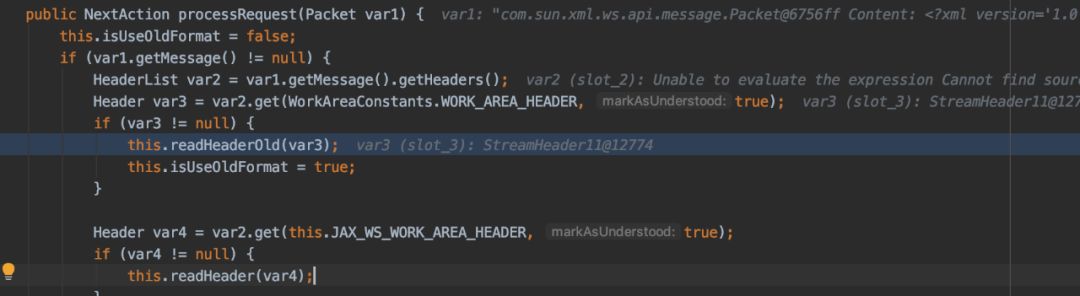 public NextAction processRequest(Packet var1) {  var1: "com.sun.xml.ws.api.message.Packet@6756ff Content: <?xml version='1.0
this.isUseOldFormat = false;
if (var1.getMessage() != null) {
HeaderList var2 = var1.getMessage().getHeaders();  var2 (slot_2): Unable to evaluate the expression Cannot find sour
Header var3 = var2.get(WorkAreaConstants.WORK_AREA_HEADER, markAsUnderstood: true);  var3 (slot_3): StreamHeader11@127
if (var3 != null) {
this.readHeaderOld(var3);  var3 (slot_3): StreamHeader11@12774
this.isUseOldFormat = true;
}
Header var4 = var2.get(this.JAX_WS_WORK_AREA_HEADER, markAsUnderstood: true);
if (var4 != null) {
this.readHeader(var4);
}